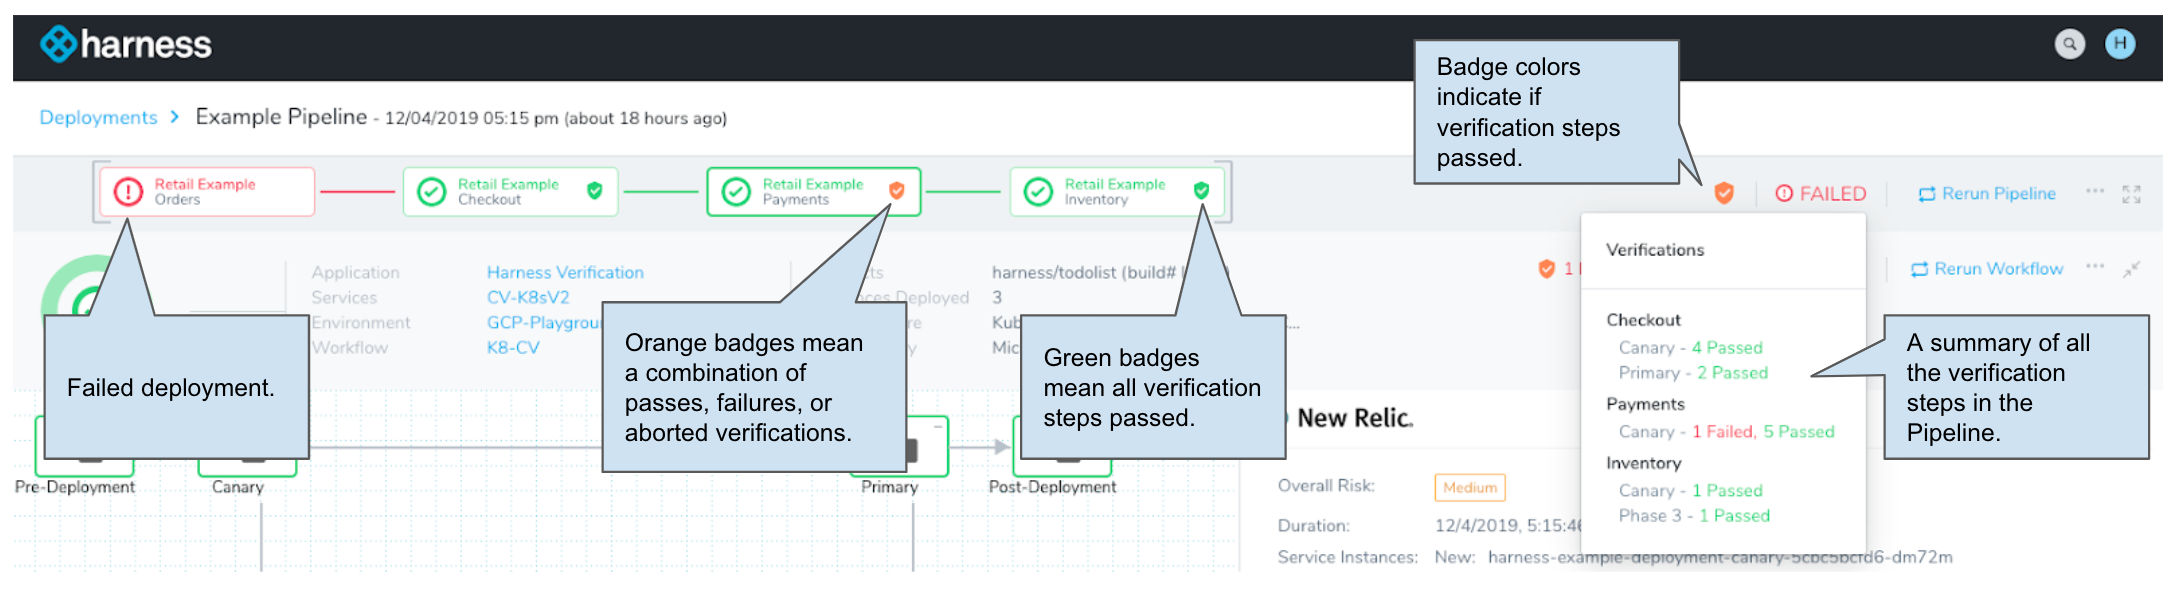 harness
H
Badge colors
indicate if
verification steps
passed.
Deployments > Example Pipeline - 12/04/2019 05:15 pm (about 18 hours ago)
Retail Example
Orders
Retail Example
Checkout
Retail Example
Payments
Retail Example
Inventory
FAILED
Rerun Pipeline
Application Harness Verification
Services CV-K8sV2
Environment
Workflow K8-CV
harness/todolist (build#
Deployed 3
1
Rerun Workflow
Failed deployment.
Orange badges mean
a combination of
passes, failures, or
aborted verifications.
Green badges
mean all verification
steps passed.
Verifications
Checkout
Canary - 4 Passed
Primary - 2 Passed
Payments
Canary - 1 Failed, 5 Passed
Inventory
Canary - 1 Passed
Phase 3 - 1 Passed
A summary of all
the verification
steps in the
Pipeline.
Pre-Deployment
Canary
Primary
Post-Deployment
New Relic.
Overall Risk: Medium
Duration: 12/4/2019, 5:15:46
Service Instances: New: harness-example-deployment-canary-5cbc5bcfd6-dm72m